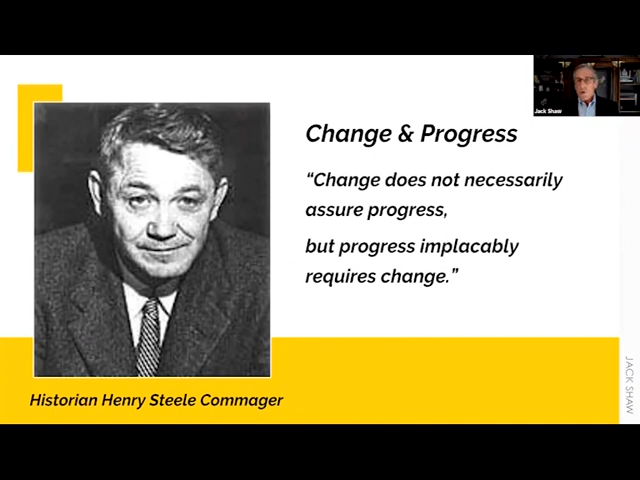 Jack Shaw
Change & Progress
“Change does not necessarily
assure progress,
but progress implacably
requires change.”
Historian Henry Steele Commager
JACK SHAW